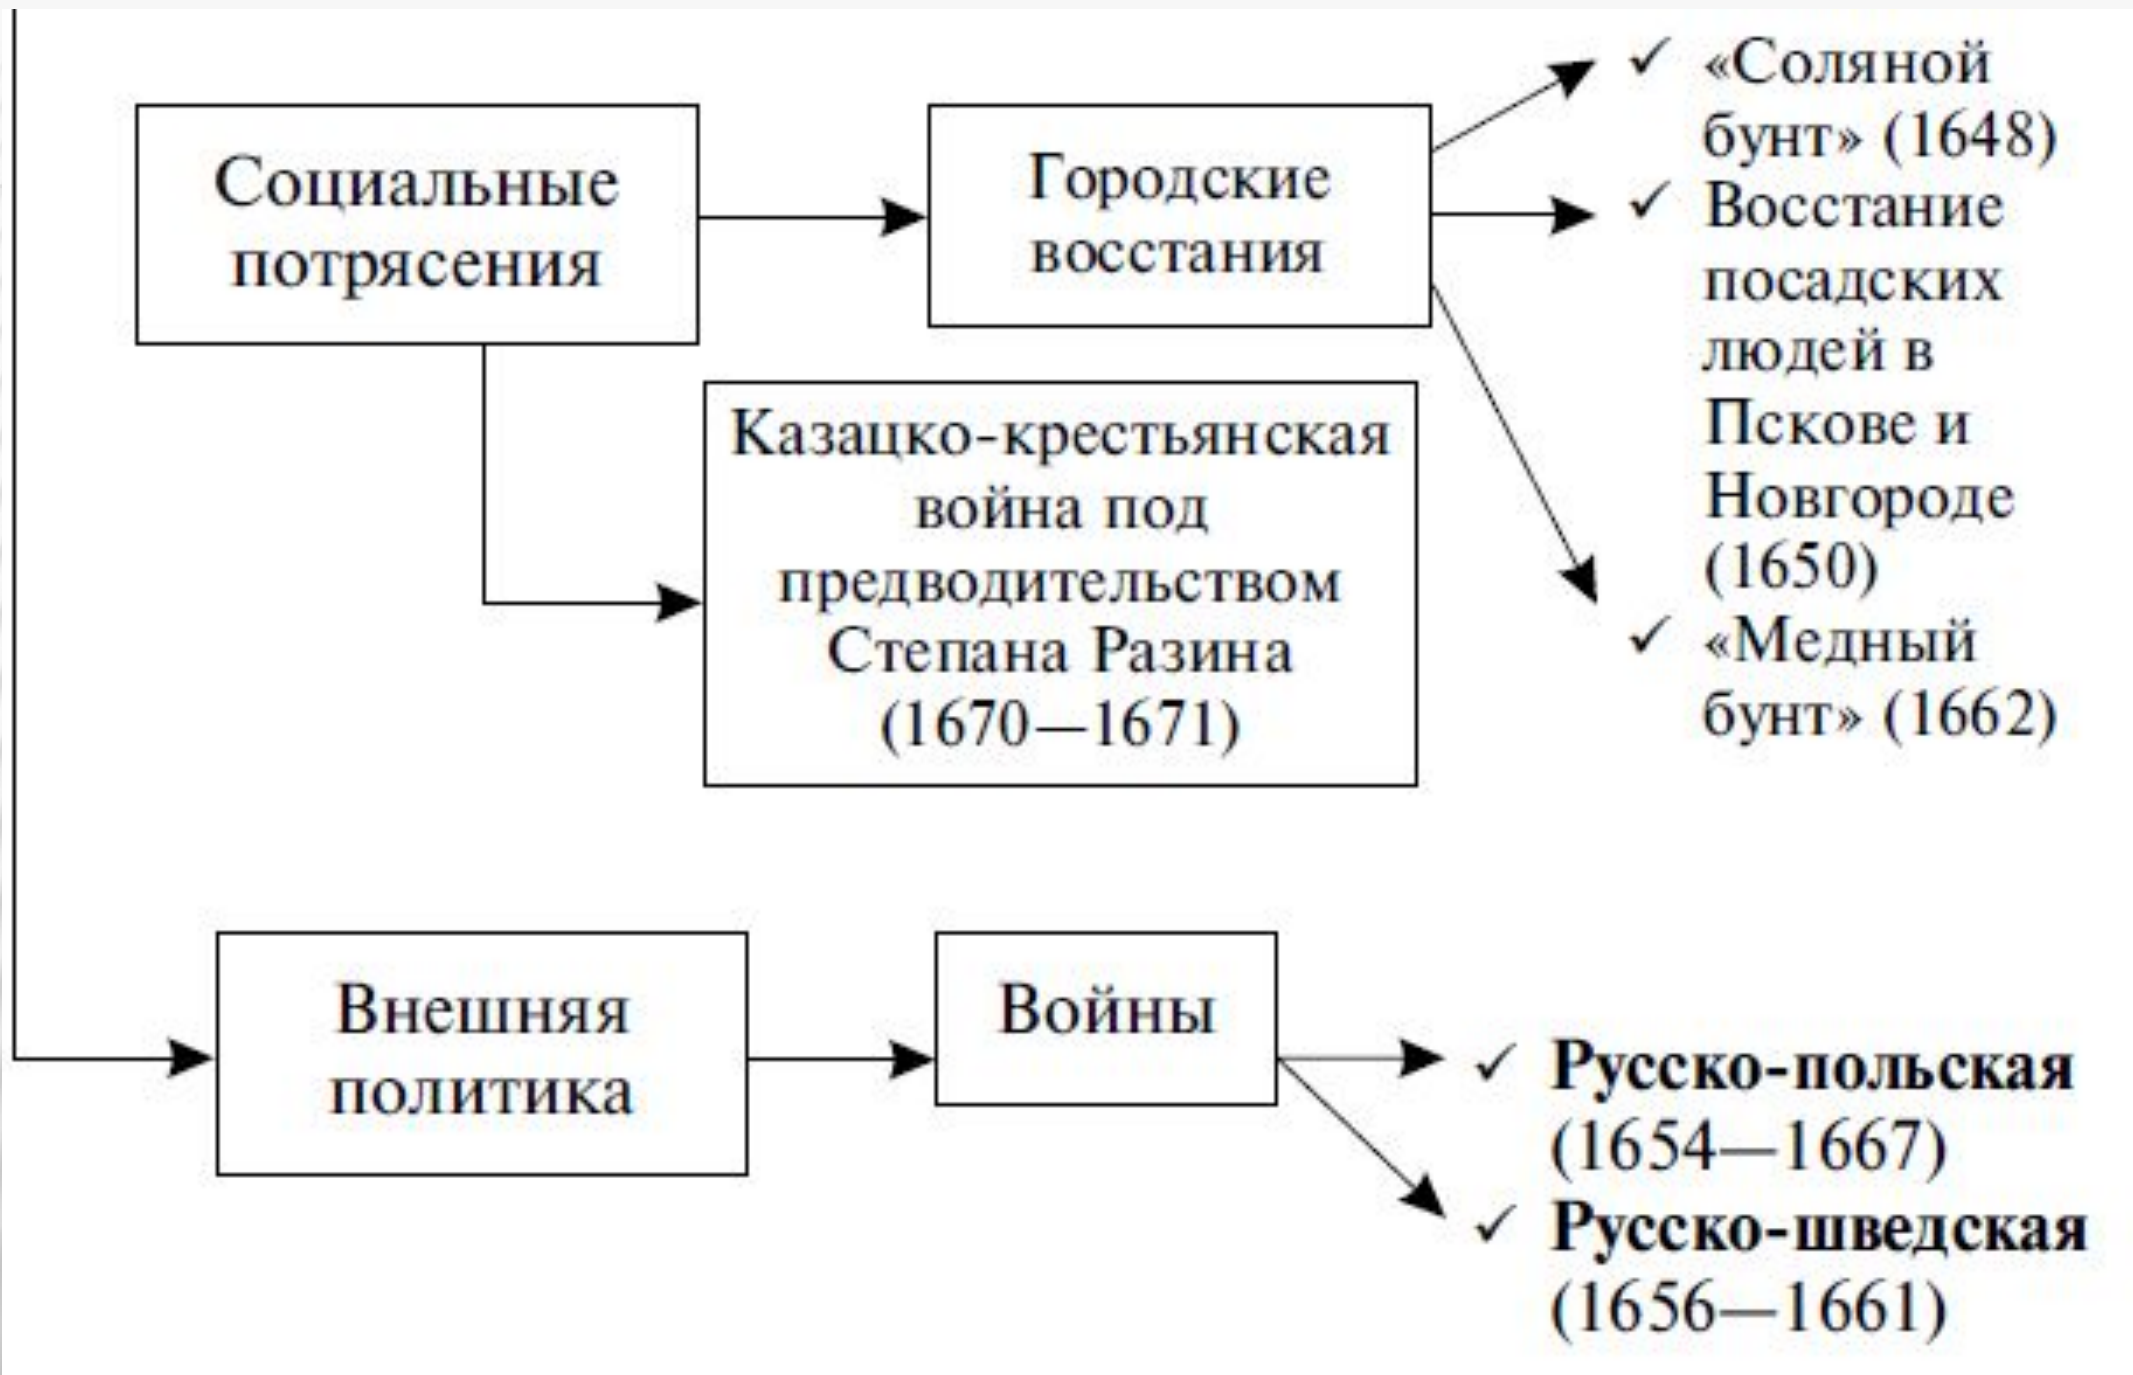 Социальные
потрясения
Городские
восстания
«Соляной
бунт» (1648)
Восстание
посадских
людей в
Пскове и
Новгороде
(1650)
«Медный
бунт» (1662)
Казацко-крестьянская
война под
предводительством
Степана Разина
(1670—1671)
Внешняя
политика
Войны
Русско-польская
(1654—1667)
Русско-шведская
(1656—1661)